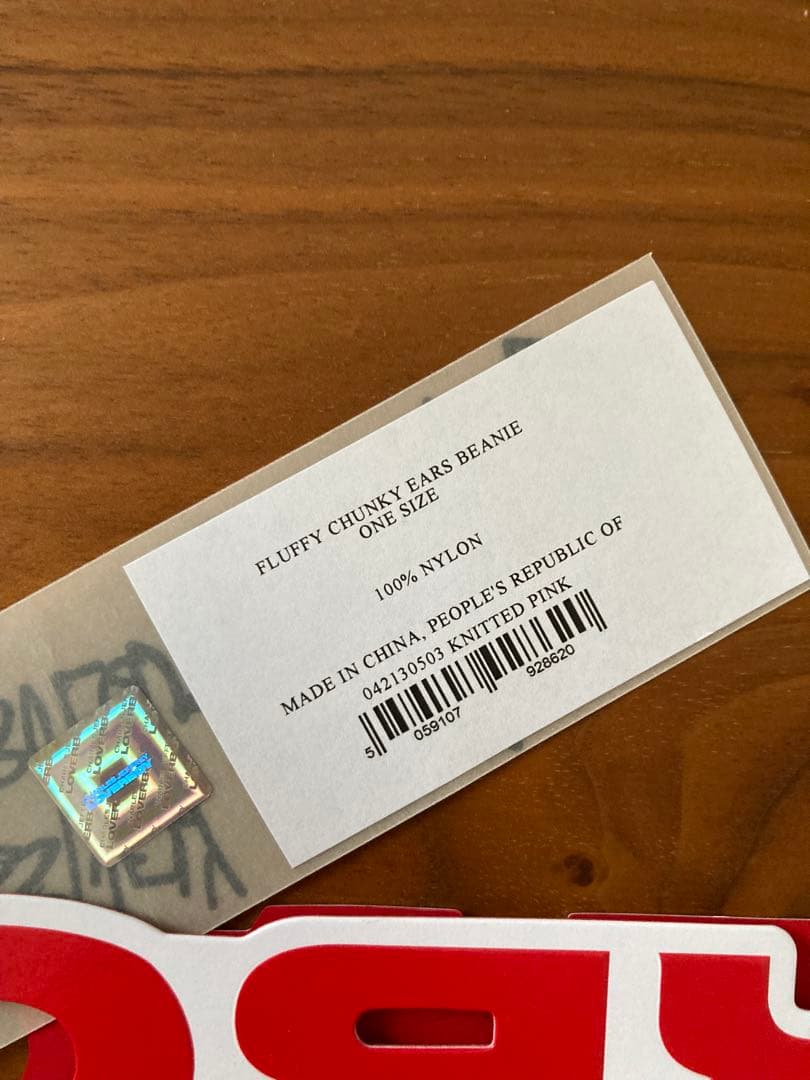 FLUFFY CHUNKY EARS BEANIE
ONE SIZE
100% NYLON
MADE IN CHINA, PEOPLE'S REPUBLIC OF
042130503 KNITTED PINK
5 059107 928620
LOVERBOY